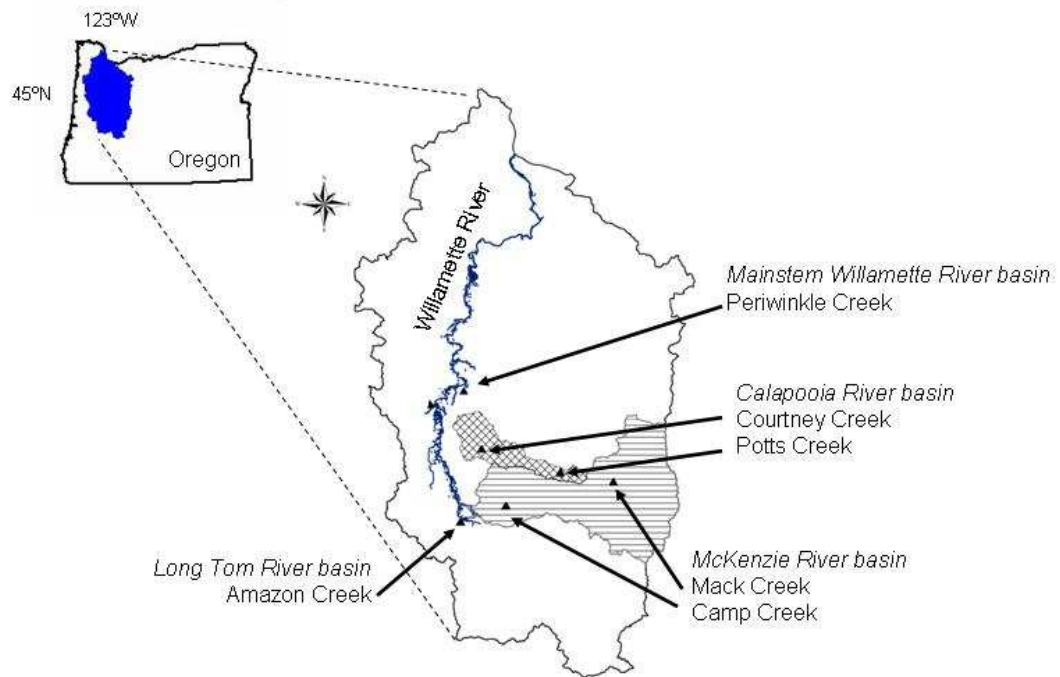 123ºW
45ºN
Oregon
Willamette River
Mainstem Willamette River basin
Periwinkle Creek
Calapooia River basin
Courtney Creek
Potts Creek
Long Tom River basin
Amazon Creek
McKenzie River basin
Mack Creek
Camp Creek